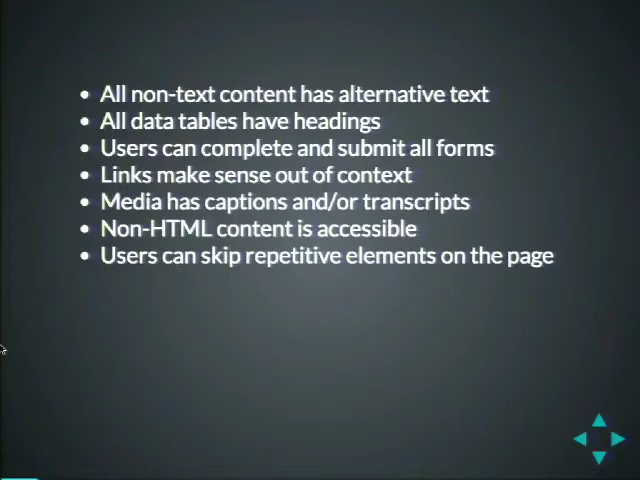 • All non-text content has alternative text
• All data tables have headings
• Users can complete and submit all forms
• Links make sense out of context
• Media has captions and/or transcripts
• Non-HTML content is accessible
• Users can skip repetitive elements on the page